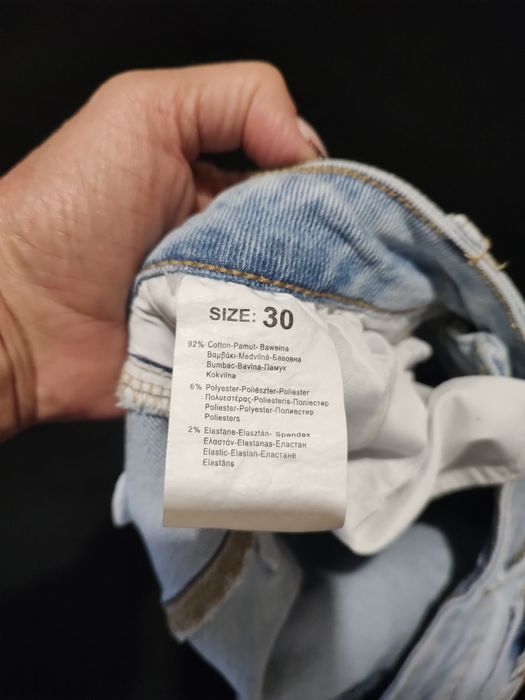 SIZE: 30
92% Cotton-Pamut- Baweina
Βαμβάκι-Medvilnė-Бавовна
Bumbac-Bavlna-Памук
Kokvilna
6% Polyester-Poliészter-Poliester
Πολυεστέρας-Poliesteris-Поліестер
Poliester-Polyester-Полиестер
Poliesters
2% Elastane-Elasztán- Spandex
Ελαστάν-Elastanas-Еластан
Elastic-Elastan-Еластане
Elastāns